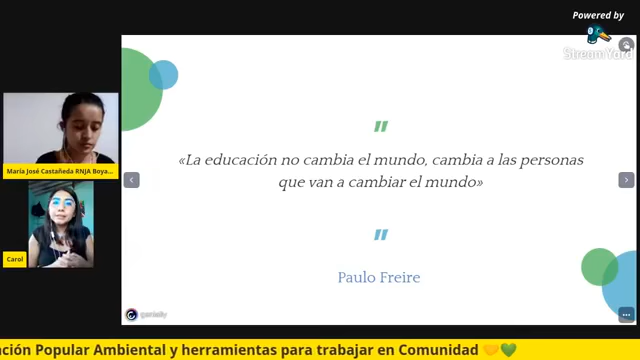 Powered by
StreamYard
María José Castañeda RNJA Boya...
Carol
«La educación no cambia el mundo, cambia a las personas
que van a cambiar el mundo»
Paulo Freire
genially
ación Popular Ambiental y herramientas para trabajar en Comunidad 🧡💚